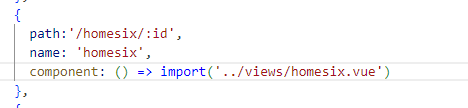 },
{
path:'/homesix/:id',
name: 'homesix',
component: () => import('../views/homesix.vue')
},